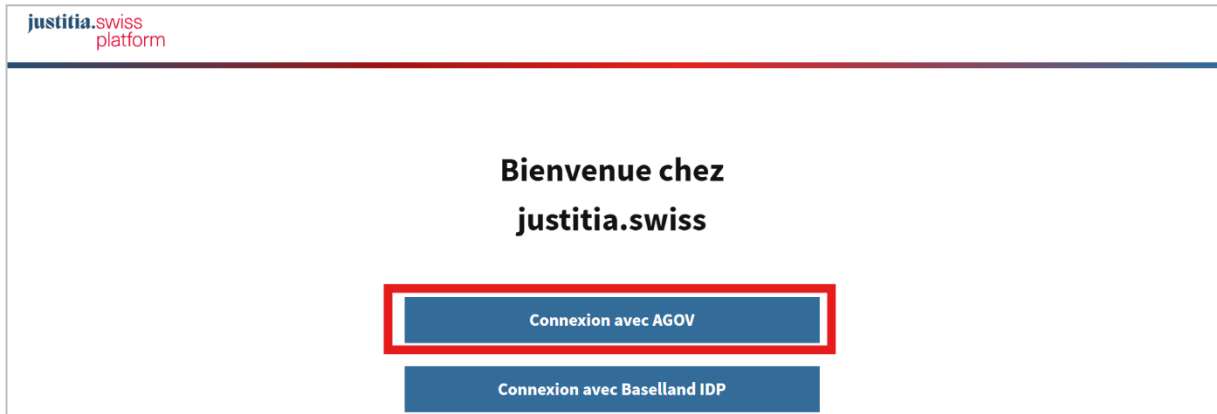 justitia.swiss
platform
Bienvenue chez
justitia.swiss
Connexion avec AGOV
Connexion avec Baselland IDP